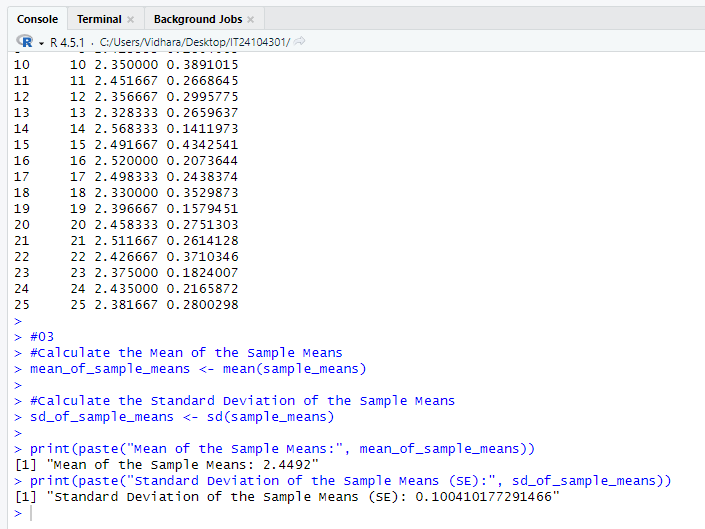 Console Terminal × Background Jobs ×
R 4.5.1 · C:/Users/Vidhara/Desktop/IT24104301/
10 10 2.350000 0.3891015
11 11 2.451667 0.2668645
12 12 2.356667 0.2995775
13 13 2.328333 0.2659637
14 14 2.568333 0.1411973
15 15 2.491667 0.4342541
16 16 2.520000 0.2073644
17 17 2.498333 0.2438374
18 18 2.330000 0.3529873
19 19 2.396667 0.1579451
20 20 2.458333 0.2751303
21 21 2.511667 0.2614128
22 22 2.426667 0.3710346
23 23 2.375000 0.1824007
24 24 2.435000 0.2165872
25 25 2.381667 0.2800298
>
> #03
> #Calculate the Mean of the Sample Means
> mean_of_sample_means <- mean(sample_means)
>
> #Calculate the Standard Deviation of the Sample Means
> sd_of_sample_means <- sd(sample_means)
>
> print(paste("Mean of the Sample Means:", mean_of_sample_means))
[1] "Mean of the Sample Means: 2.4492"
> print(paste("Standard Deviation of the Sample Means (SE):", sd_of_sample_means))
[1] "Standard Deviation of the Sample Means (SE): 0.100410177291466"
>